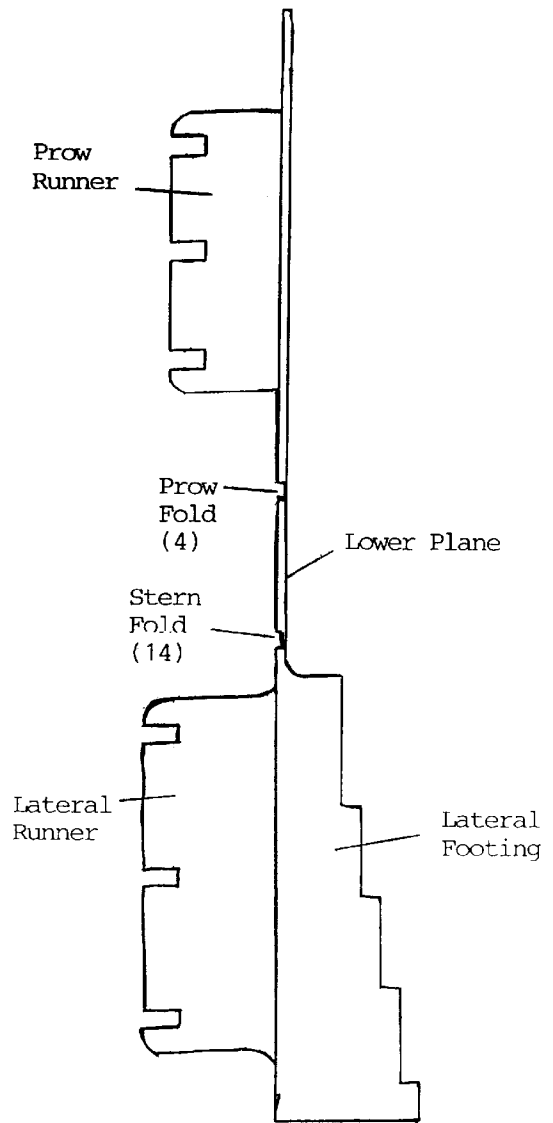 Prow
Runner
Prow
Fold
(4)
Lower Plane
Stern
Fold
(14)
Lateral
Runner
Lateral
Footing